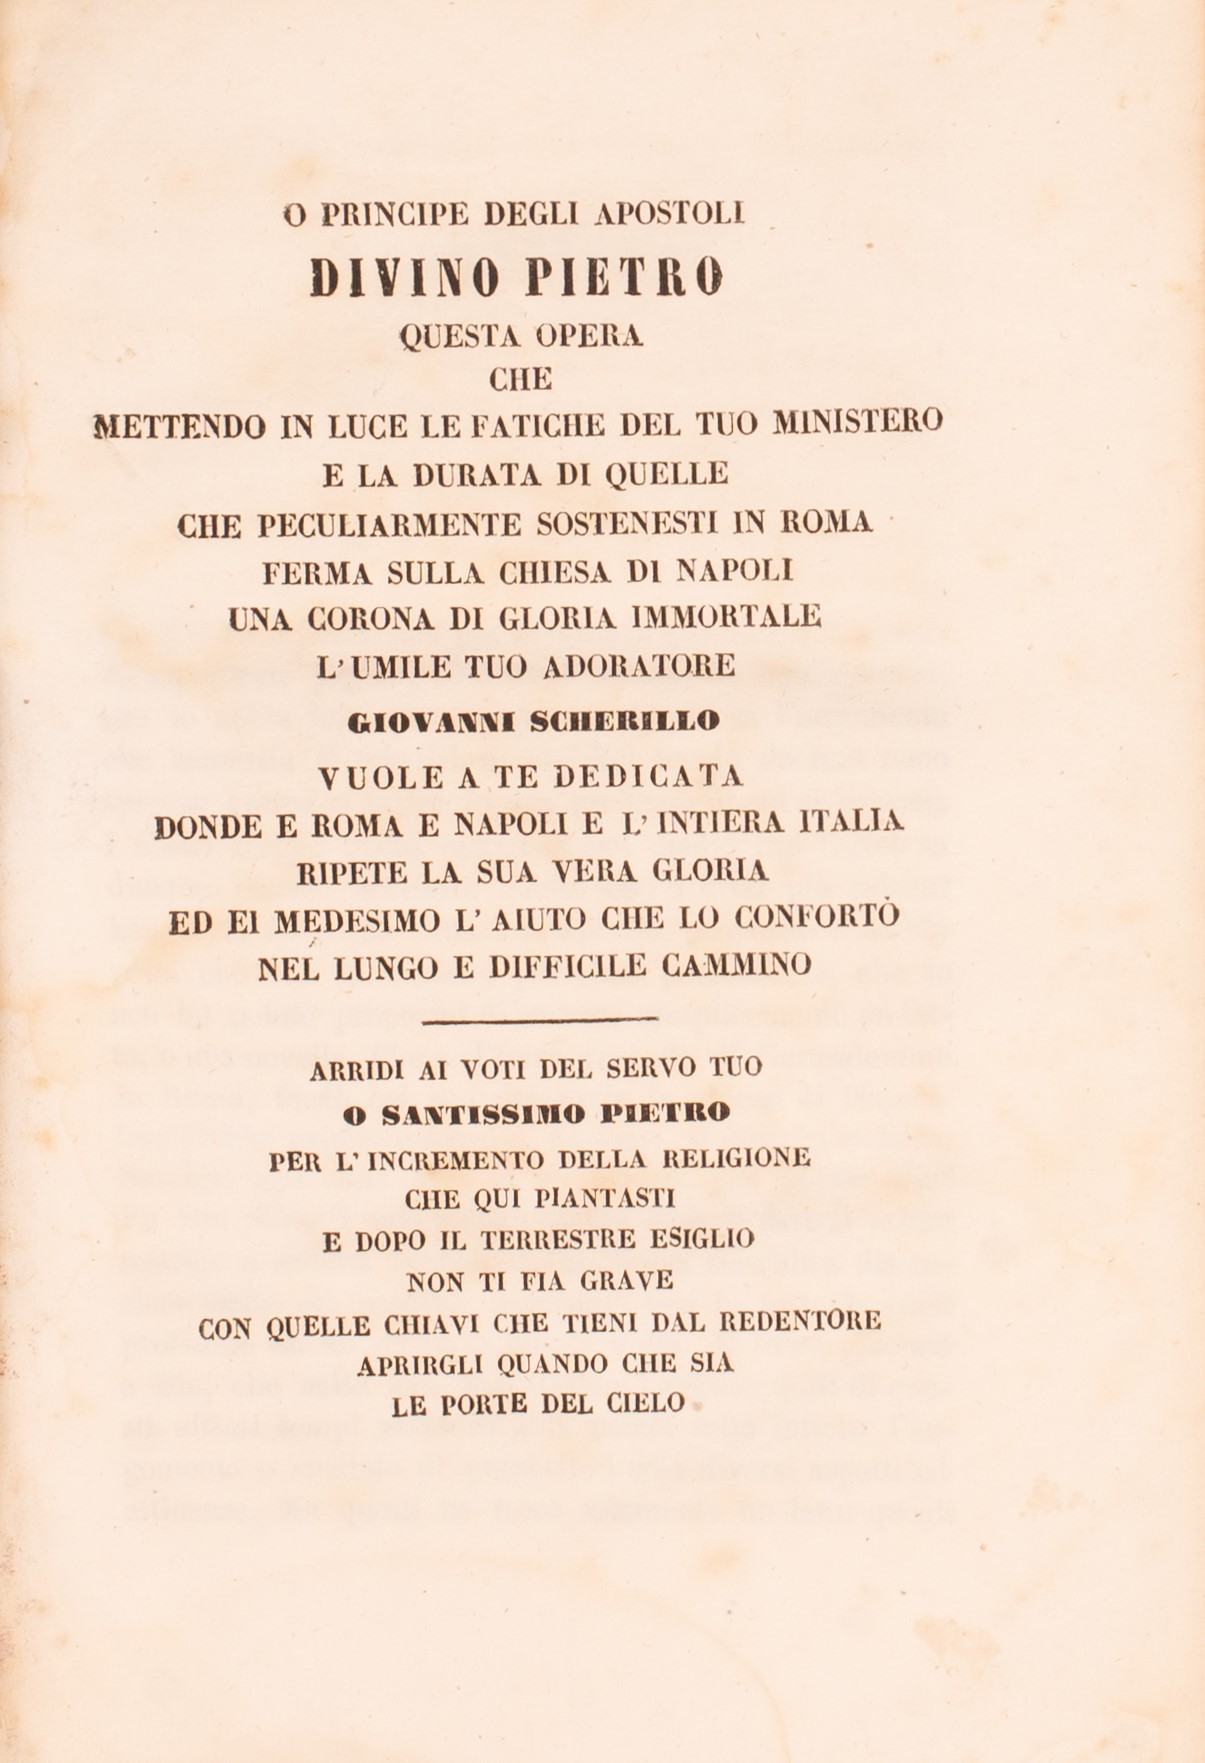 O PRINCIPE DEGLI APOSTOLI
DIVINO PIETRO
QUESTA OPERA
CHE
METTENDO IN LUCE LE FATICHE DEL TUO MINISTERO
E LA DURATA DI QUELLE
CHE PECULIARMENTE SOSTENESTI IN ROMA
FERMA SULLA CHIESA DI NAPOLI
UNA CORONA DI GLORIA IMMORTALE
L' UMILE TUO ADORATORE
GIOVANNI SCHERILLO
VUOLE A TE DEDICATA
DONDE E ROMA E NAPOLI E L' INTIERA ITALIA
RIPETE LA SUA VERA GLORIA
ED EI MEDESIMO L' AIUTO CHE LO CONFORTÒ
NEL LUNGO E DIFFICILE CAMMINO
ARRIDI AI VOTI DEL SERVO TUO
O SANTISSIMO PIETRO
PER L' INCREMENTO DELLA RELIGIONE
CHE QUI PIANTASTI
E DOPO IL TERRESTRE ESIGLIO
NON TI FIA GRAVE
CON QUELLE CHIAVI CHE TIENI DAL REDENTORE
APRIRGLI QUANDO CHE SIA
LE PORTE DEL CIELO